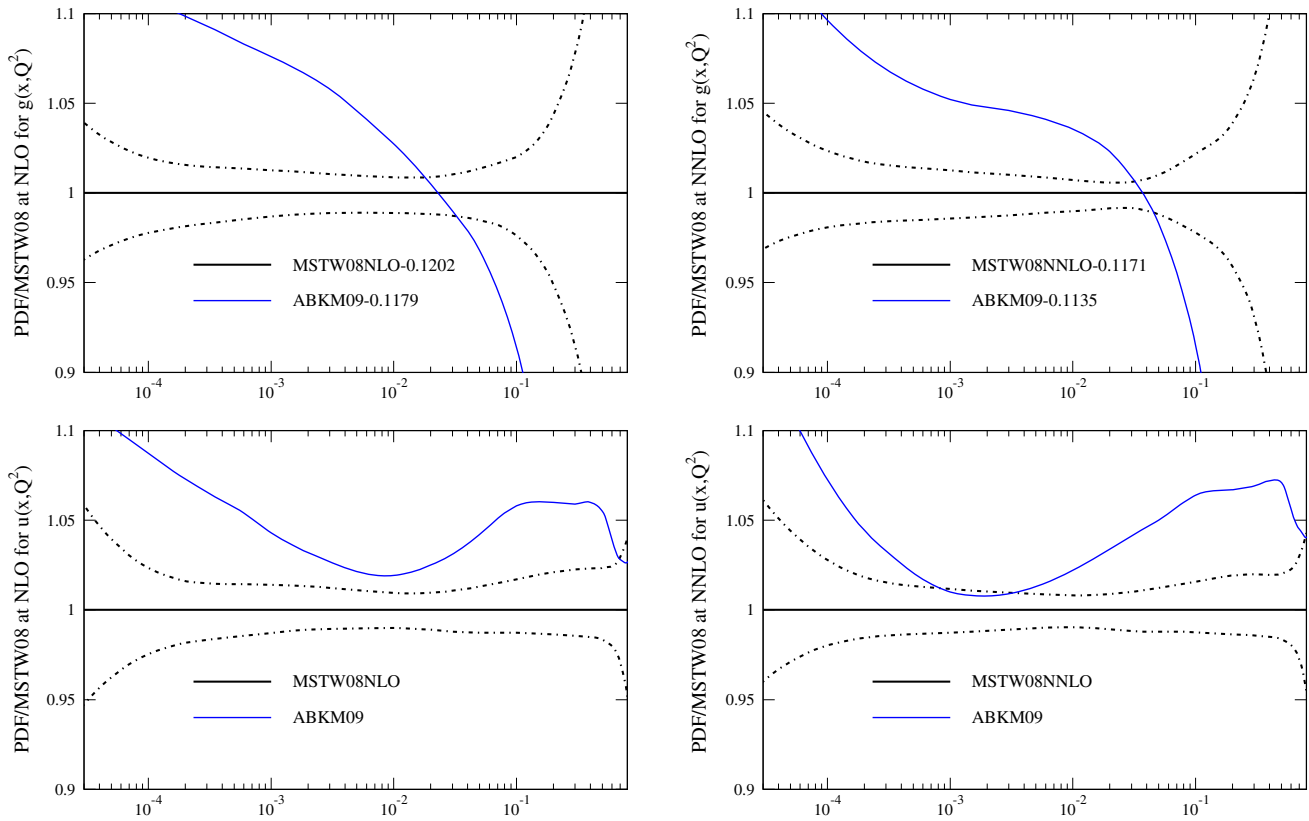 PDF/MSTW08 at NLO for g(x,Q²)
1.1
1.05
1
0.95
0.9
MSTW08NLO-0.1202
ABKM09-0.1179
10⁻⁴ 10⁻³ 10⁻² 10⁻¹
PDF/MSTW08 at NNLO for g(x,Q²)
1.1
1.05
1
0.95
0.9
MSTW08NNLO-0.1171
ABKM09-0.1135
10⁻⁴ 10⁻³ 10⁻² 10⁻¹
PDF/MSTW08 at NLO for u(x,Q²)
1.1
1.05
1
0.95
0.9
MSTW08NLO
ABKM09
10⁻⁴ 10⁻³ 10⁻² 10⁻¹
PDF/MSTW08 at NNLO for u(x,Q²)
1.1
1.05
1
0.95
0.9
MSTW08NNLO
ABKM09
10⁻⁴ 10⁻³ 10⁻² 10⁻¹